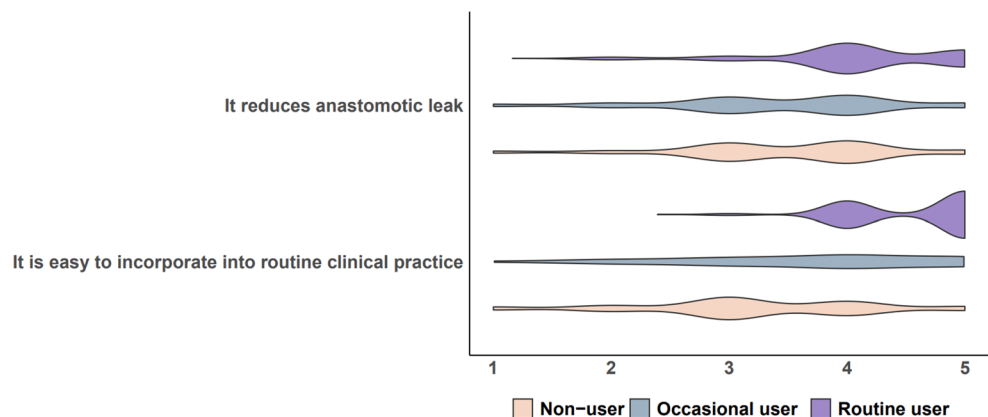 It reduces anastomotic leak
It is easy to incorporate into routine clinical practice
1 2 3 4 5
Non−user Occasional user Routine user